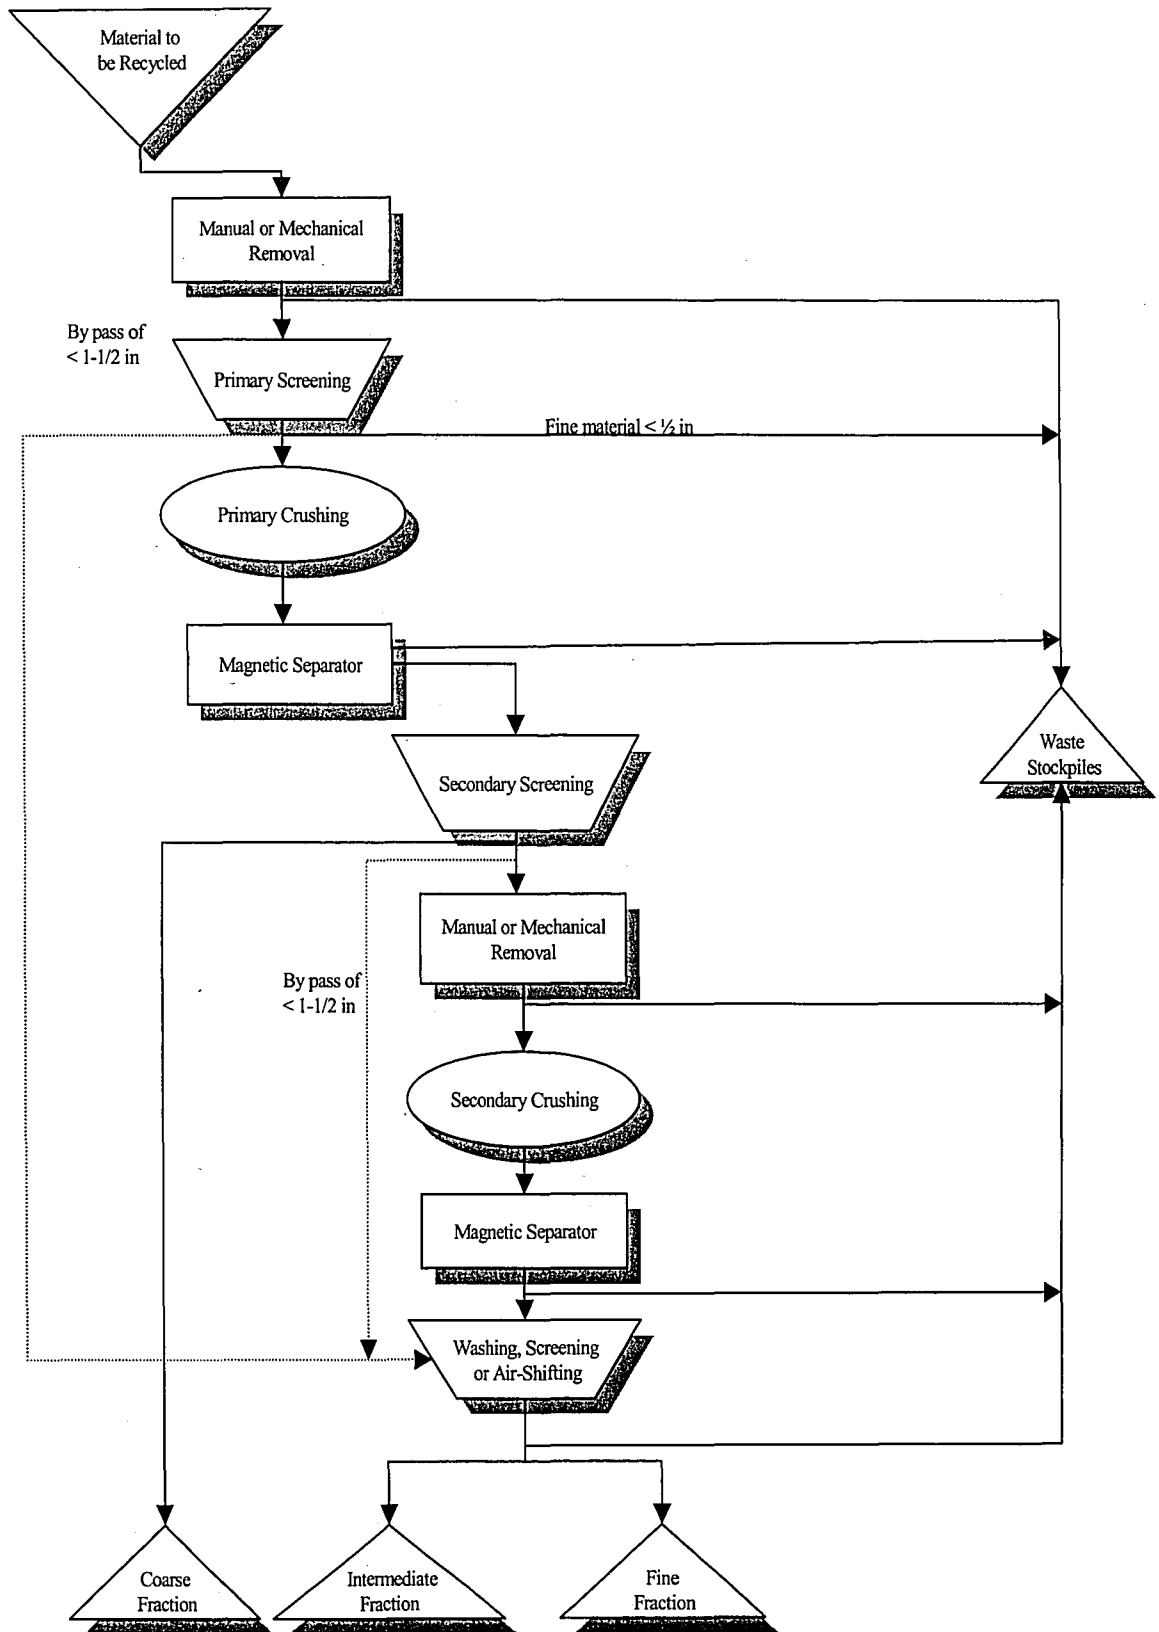 Material to
be Recycled
Manual or Mechanical
Removal
By pass of
< 1-1/2 in
Primary Screening
Fine material < ½ in
Primary Crushing
Magnetic Separator
Waste
Stockpiles
Secondary Screening
Manual or Mechanical
Removal
By pass of
< 1-1/2 in
Secondary Crushing
Magnetic Separator
Washing, Screening
or Air-Shifting
Coarse
Fraction
Intermediate
Fraction
Fine
Fraction